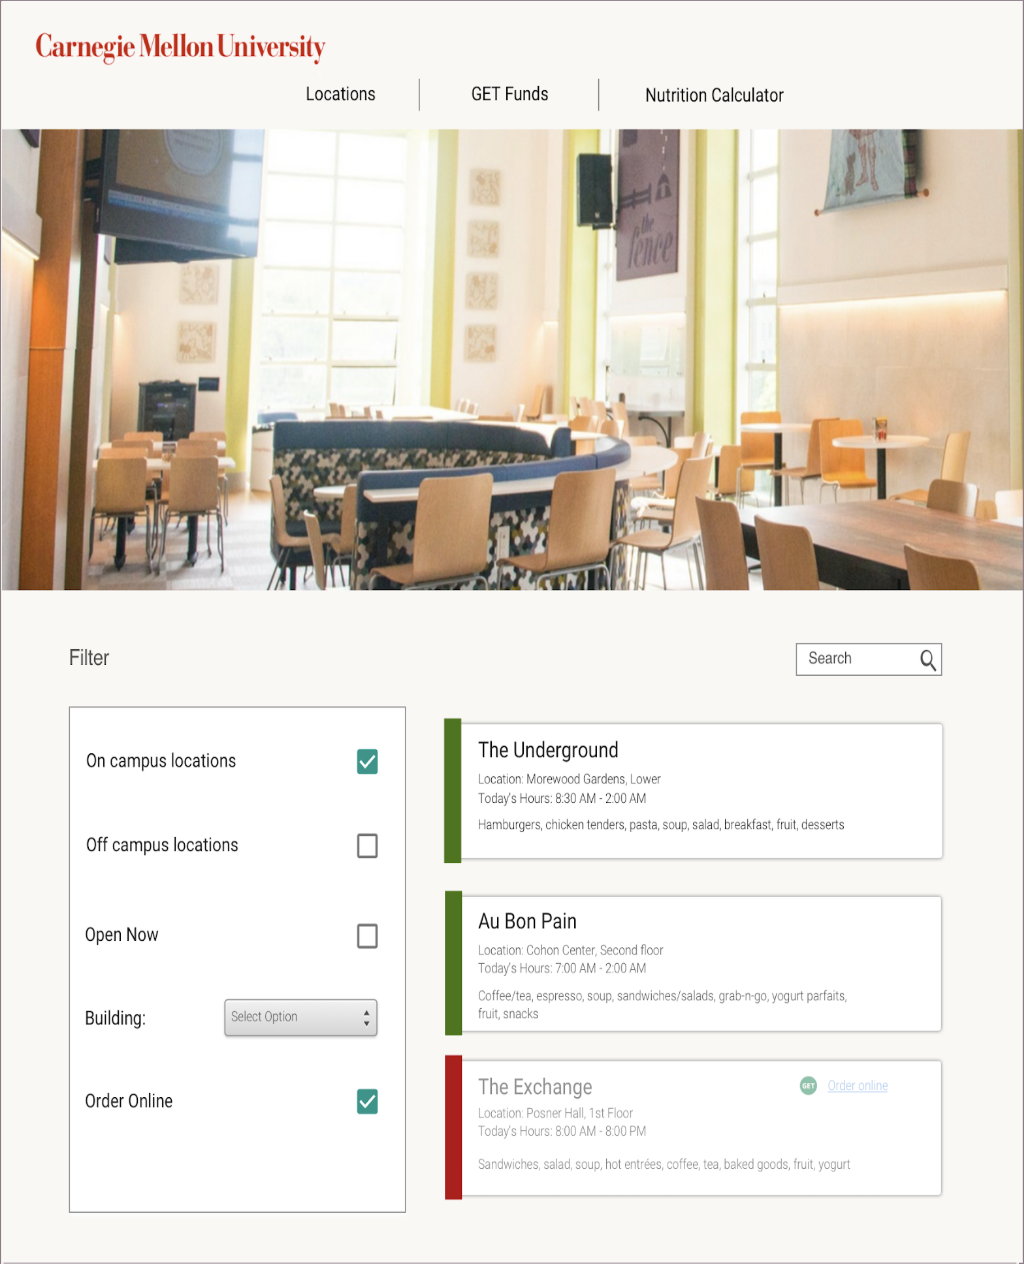 Carnegie Mellon University
Locations
GET Funds
Nutrition Calculator
the
fence
Filter
Search
On campus locations
Off campus locations
Open Now
Building:
Select Option
Order Online
The Underground
Location: Morewood Gardens, Lower
Today's Hours: 8:30 AM - 2:00 AM
Hamburgers, chicken tenders, pasta, soup, salad, breakfast, fruit, desserts
Au Bon Pain
Location: Cohon Center, Second floor
Today's Hours: 7:00 AM - 2:00 AM
Coffee/tea, espresso, soup, sandwiches/salads, grab-n-go, yogurt parfaits,
fruit, snacks
The Exchange
GET
Order online
Location: Posner Hall, 1st Floor
Today's Hours: 8:00 AM - 8:00 PM
Sandwiches, salad, soup, hot entrées, coffee, tea, baked goods, fruit, yogurt